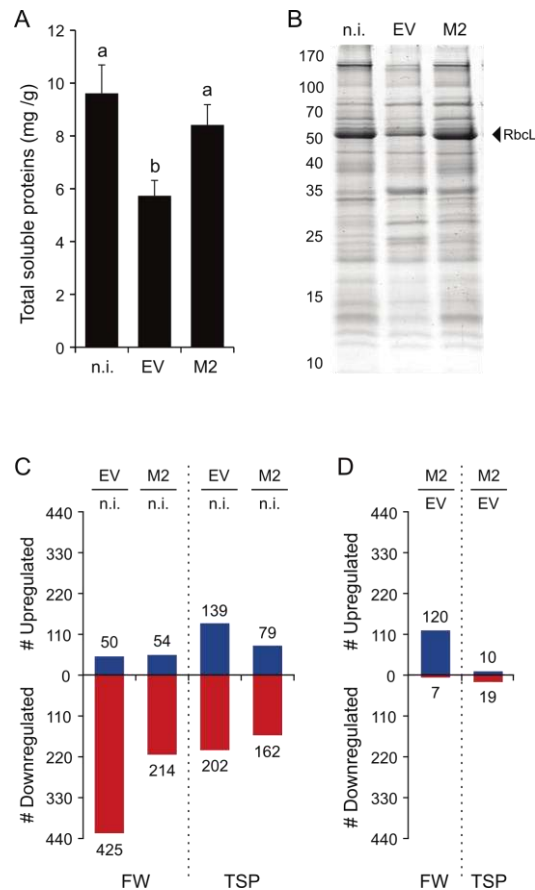 A
Total soluble proteins (mg /g)
12
10
8
6
4
2
0
a
b
a
n.i.
EV
M2
B
n.i. EV M2
170
100
70
50
40
35
25
15
10
RbcL
C
EV M2 EV M2
n.i. n.i. n.i. n.i.
# Upregulated
# Downregulated
440
330
220
110
0
110
220
330
440
50 54 139 79
425 214 202 162
FW TSP
D
M2 M2
EV EV
# Upregulated
# Downregulated
440
330
220
110
0
110
220
330
440
120 10
7 19
FW TSP